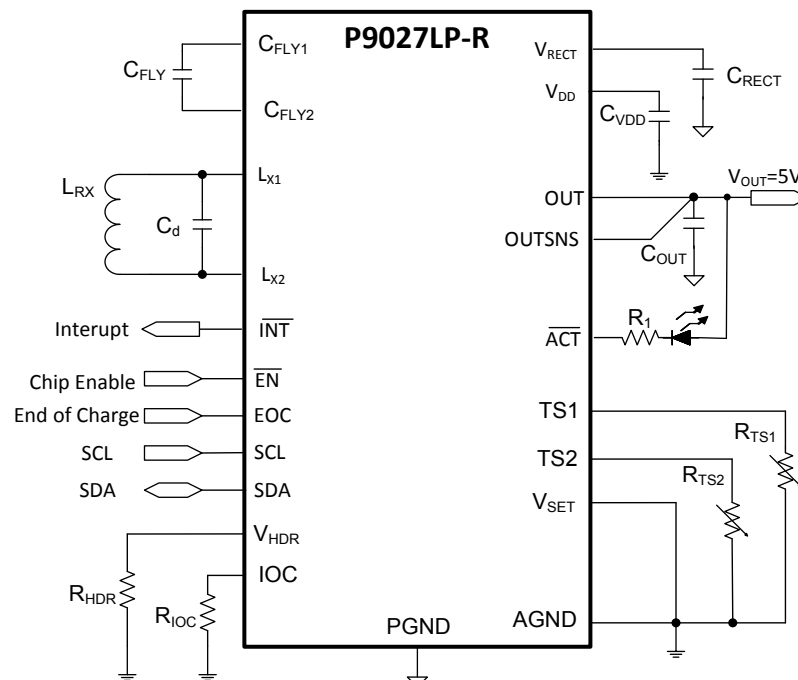 P9027LP-R
CFLY1
CFLY
CFLY2
LX1
LRX
Cd
LX2
Interupt
INT
Chip Enable
EN
End of Charge
EOC
SCL
SCL
SDA
SDA
VHDR
RHDR
IOC
RIOC
PGND
VRECT
CRECT
VDD
CVDD
VOUT=5V
OUT
OUTSNS
COUT
R1
ACT
TS1
RTS1
TS2
RTS2
VSET
AGND